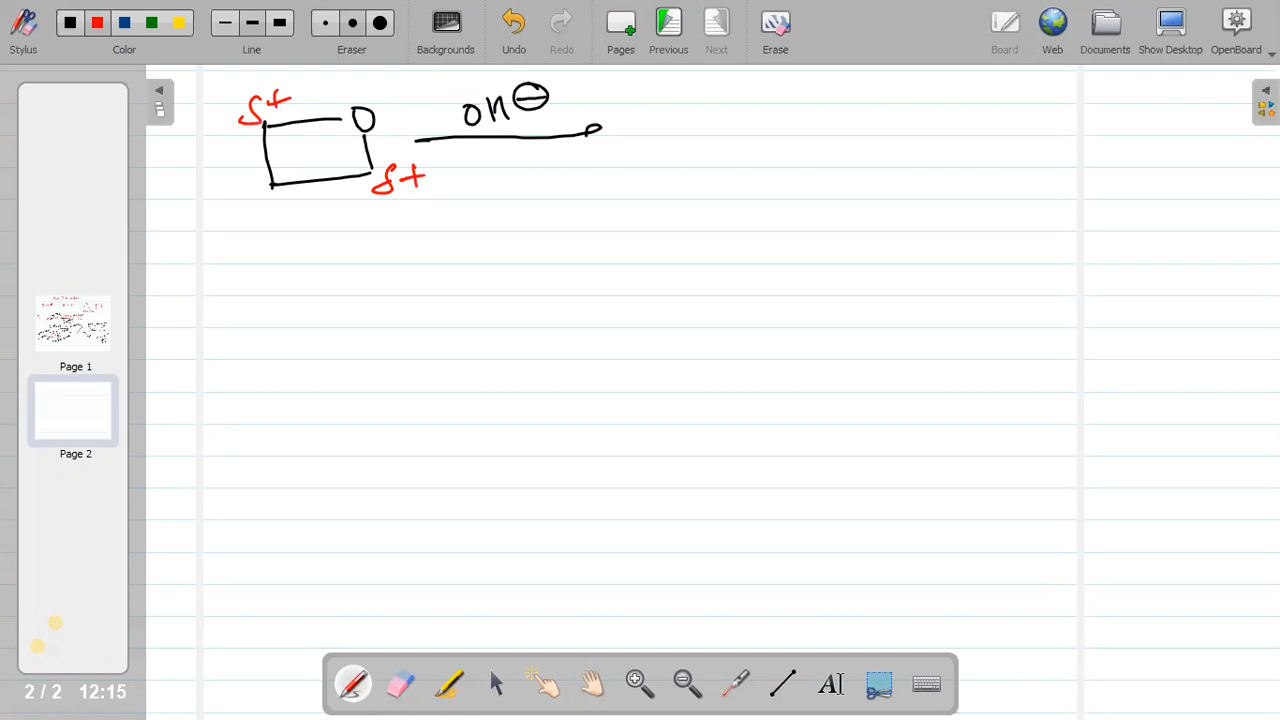 Stylus Color Line Eraser Backgrounds Undo Redo Pages Previous Next Erase Board Web Documents Show Desktop OpenBoard
δ+ O OH⊖
δ+
Page 1
Page 2
2 / 2 12:15